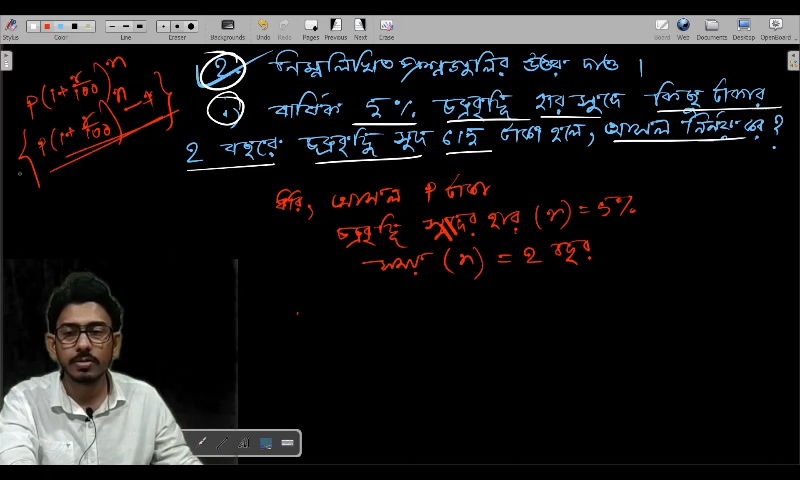 Styles Color Line Eraser Backgrounds Undo Redo Pages Previous Next Erase Board Web Documents Desktop OpenBoard
P(1+r/100)^n
{P(1+r/100)^n - P}
2. নিম্নলিখিত প্রশ্নগুলির উত্তর দাও।
বার্ষিক 5% চক্রবৃদ্ধি হার সুদে কিছু টাকার
2 বছরে চক্রবৃদ্ধি সুদ টাকা হলে, আসল নির্ণয় করো?
ধরি, আসল P টাকা
চক্রবৃদ্ধি সুদের হার (r) = 5%
সময় (n) = 2 বছর